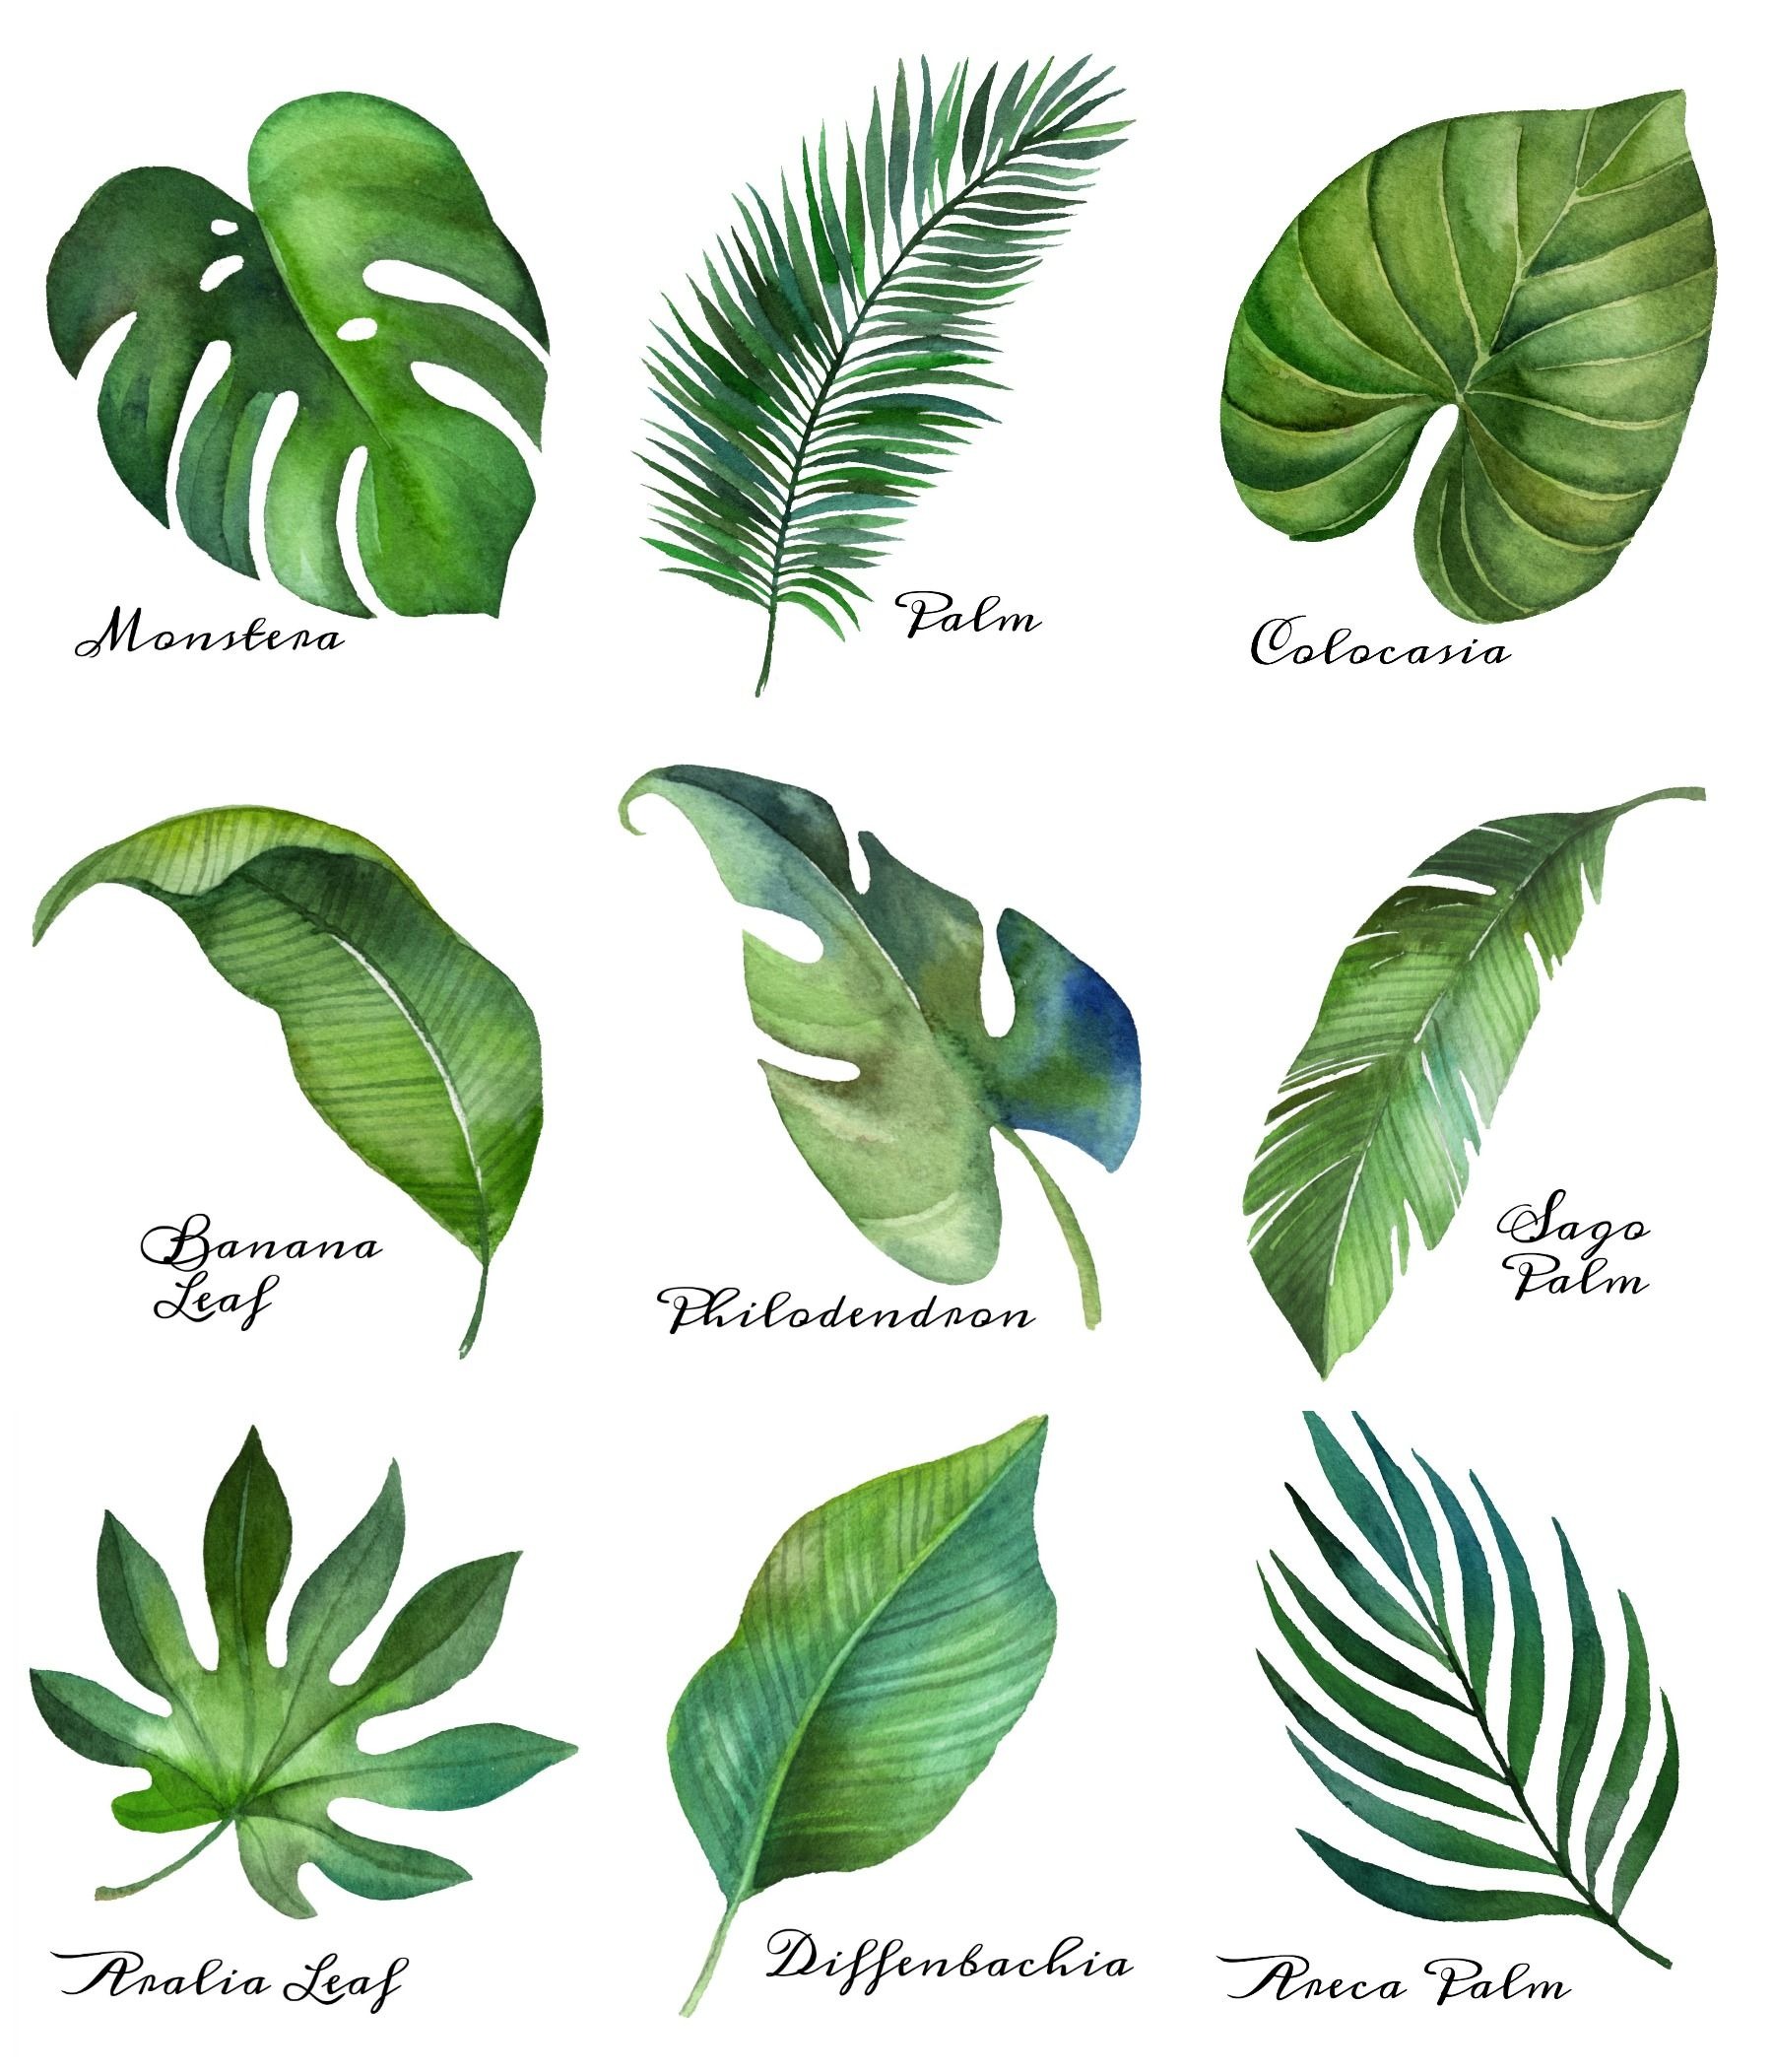 Monstera
Palm
Colocasia
Banana
Leaf
Philodendron
Sago
Palm
Aralia Leaf
Diffenbachia
Areca Palm